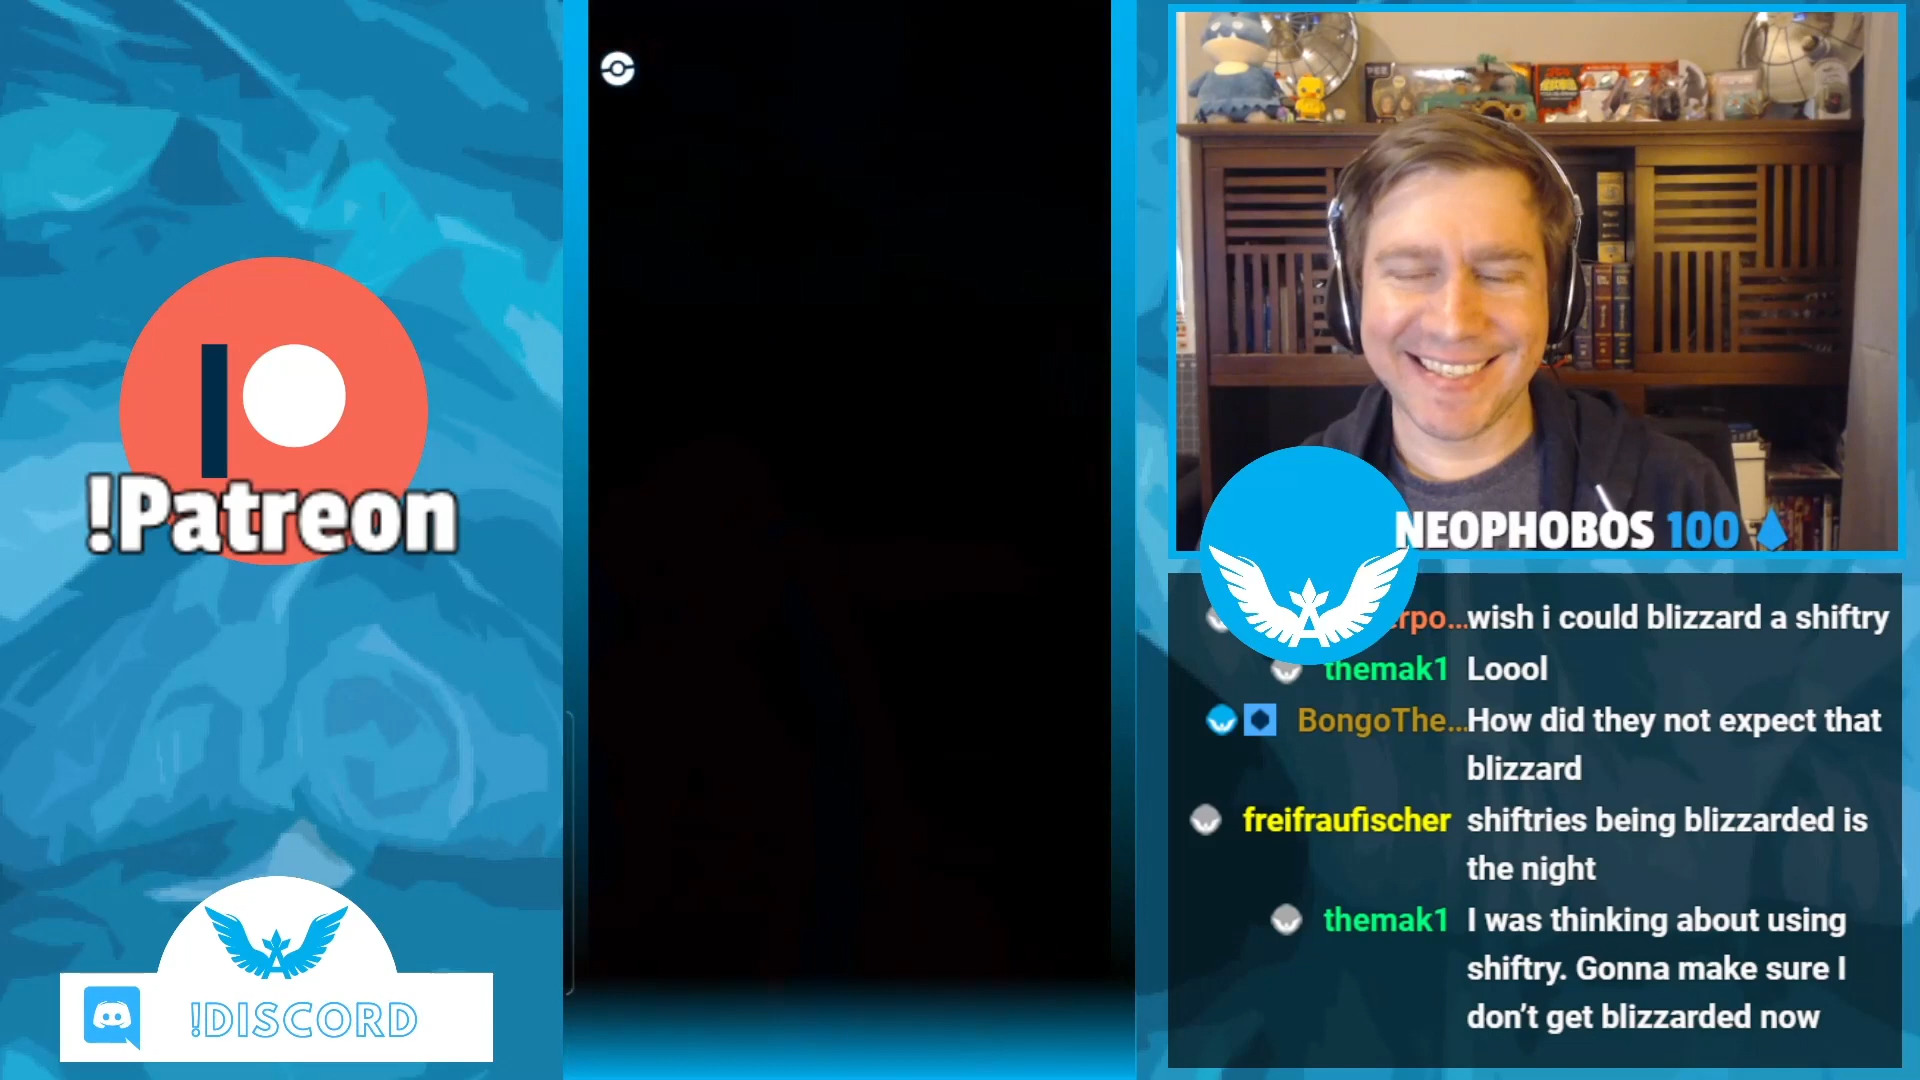 !Patreon
!DISCORD
NEOPHOBOS 100
rpo...wish i could blizzard a shiftry
themak1 Loool
BongoThe...How did they not expect that
blizzard
freifraufischer shiftries being blizzarded is
the night
themak1 I was thinking about using
shiftry. Gonna make sure I
don't get blizzarded now